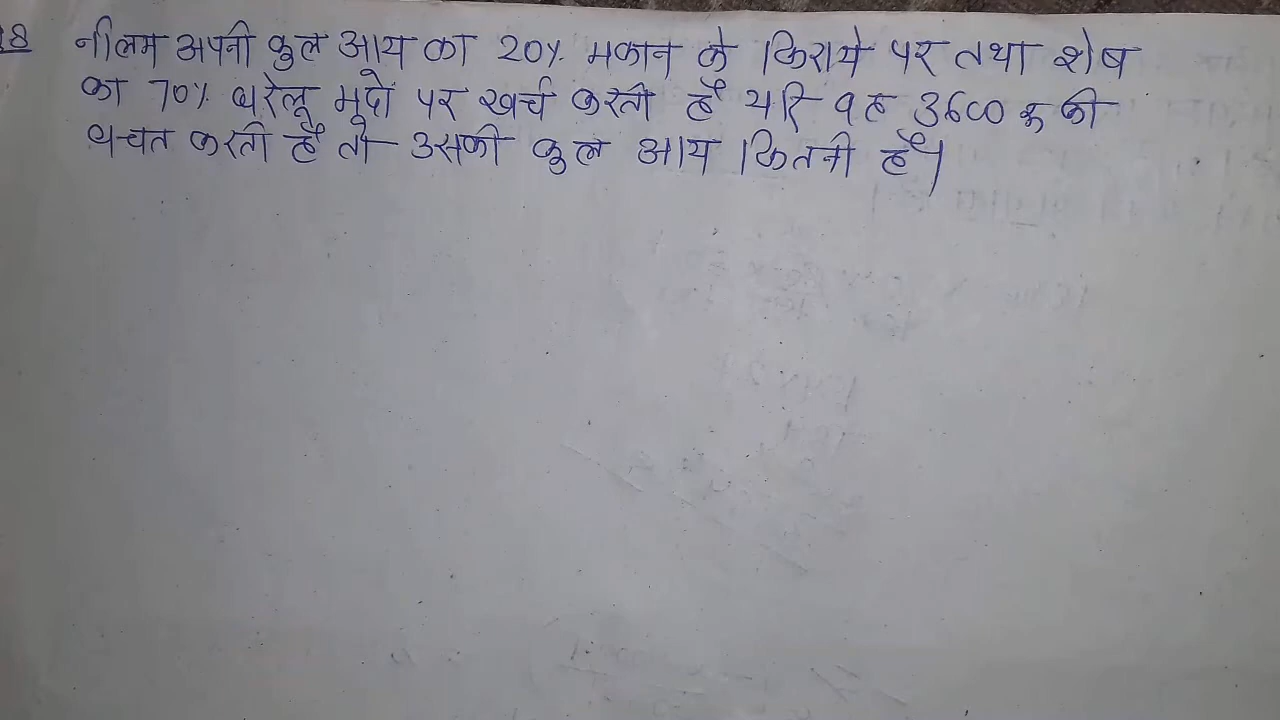 18 नीलम अपनी कुल आय का 20% मकान के किराये पर तथा शेष
का 70% घरेलू मुदो पर खर्च करती है यदि वह 3600 रु की
बचत करती है तो उसकी कुल आय कितनी है।